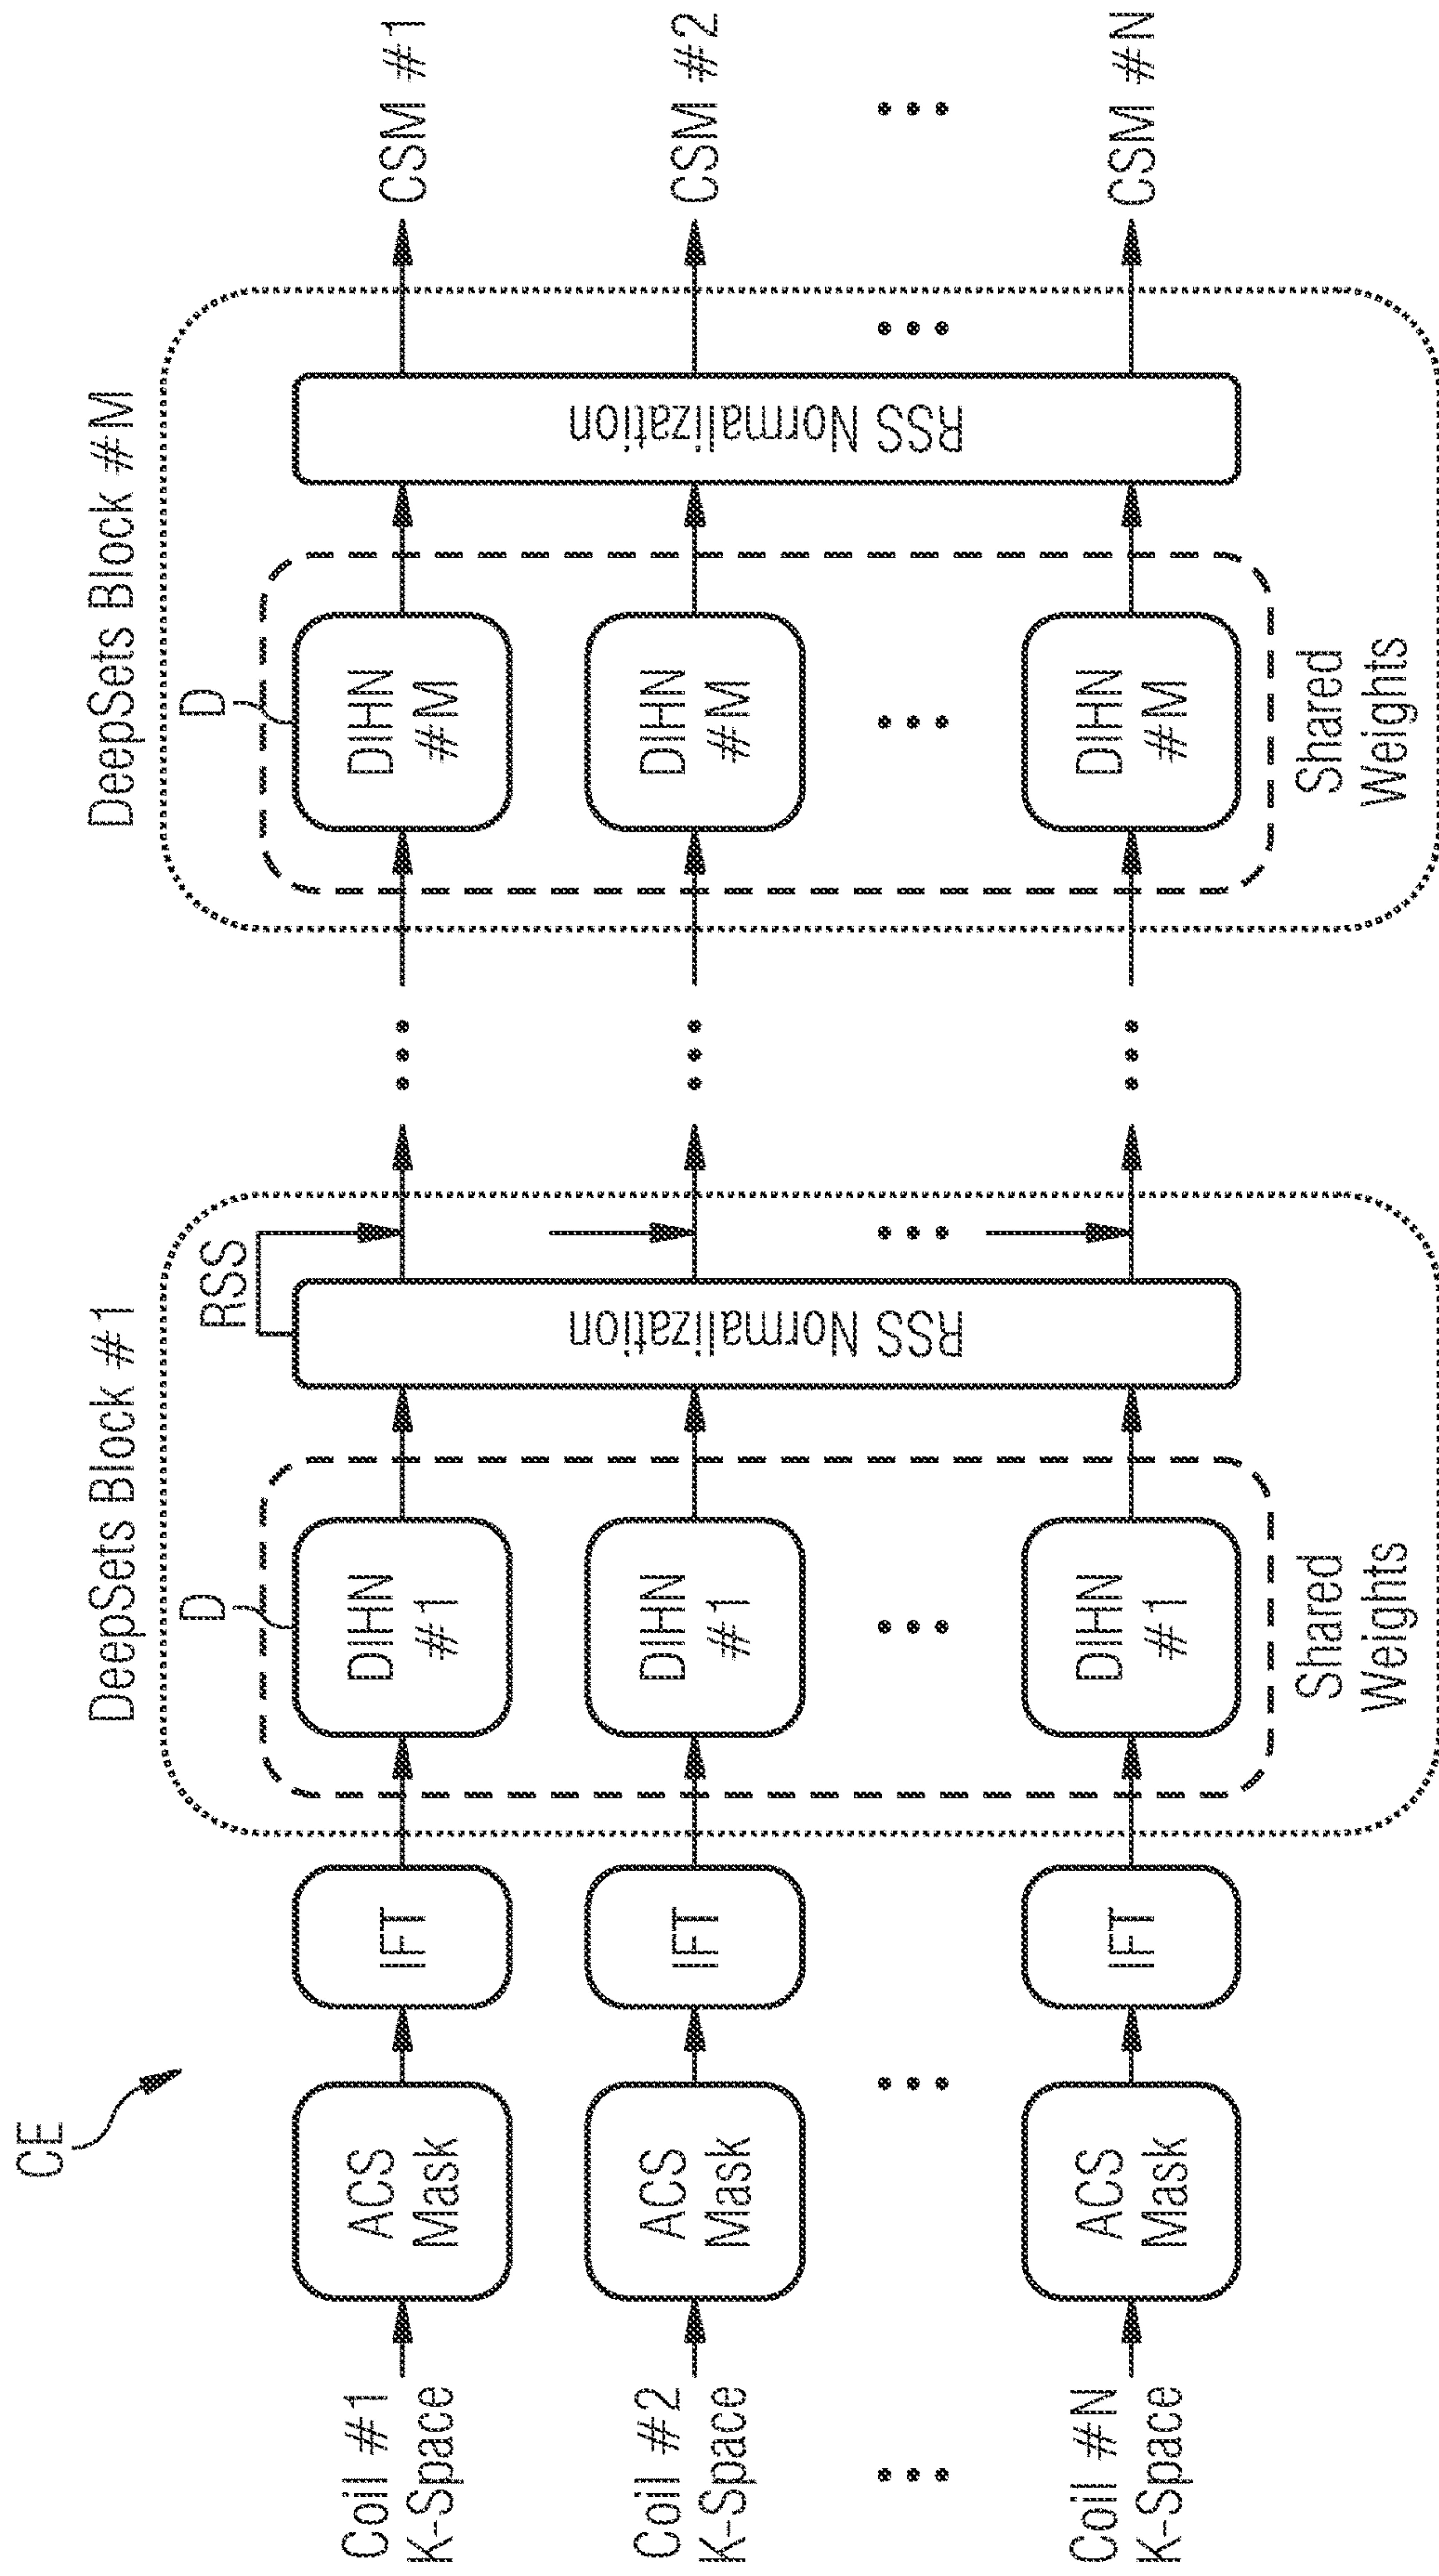 CE
DeepSets Block #1
DeepSets Block #M
Coil #1
K-Space
ACS
Mask
IFT
D
DIHN
#1
RSS
RSS Normalization
D
DIHN
#M
RSS Normalization
CSM #1
Coil #2
K-Space
ACS
Mask
IFT
DIHN
#1
DIHN
#M
CSM #2
Coil #N
K-Space
ACS
Mask
IFT
DIHN
#1
DIHN
#M
CSM #N
Shared
Weights
Shared
Weights